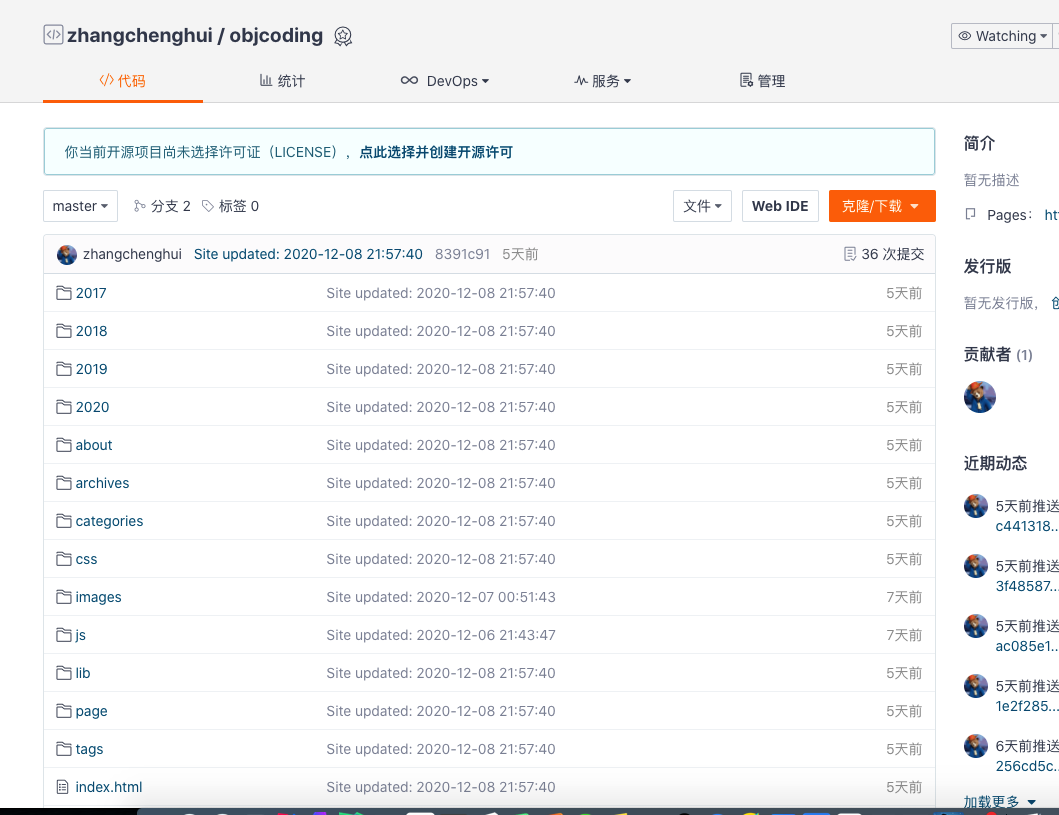 zhangchenghui / objcoding
Watching
代码 统计 DevOps 服务 管理
你当前开源项目尚未选择许可证（LICENSE），点此选择并创建开源许可
master 分支 2 标签 0 文件 Web IDE 克隆/下载
zhangchenghui Site updated: 2020-12-08 21:57:40 8391c91 5天前 36 次提交
2017 Site updated: 2020-12-08 21:57:40 5天前
2018 Site updated: 2020-12-08 21:57:40 5天前
2019 Site updated: 2020-12-08 21:57:40 5天前
2020 Site updated: 2020-12-08 21:57:40 5天前
about Site updated: 2020-12-08 21:57:40 5天前
archives Site updated: 2020-12-08 21:57:40 5天前
categories Site updated: 2020-12-08 21:57:40 5天前
css Site updated: 2020-12-08 21:57:40 5天前
images Site updated: 2020-12-07 00:51:43 7天前
js Site updated: 2020-12-06 21:43:47 7天前
lib Site updated: 2020-12-08 21:57:40 5天前
page Site updated: 2020-12-08 21:57:40 5天前
tags Site updated: 2020-12-08 21:57:40 5天前
index.html Site updated: 2020-12-08 21:57:40 5天前
简介
暂无描述
Pages:
发行版
暂无发行版,
贡献者 (1)
近期动态
5天前推送
c441318...
5天前推送
3f48587...
5天前推送
ac085e1...
5天前推送
1e2f285...
6天前推送
256cd5c...
加载更多